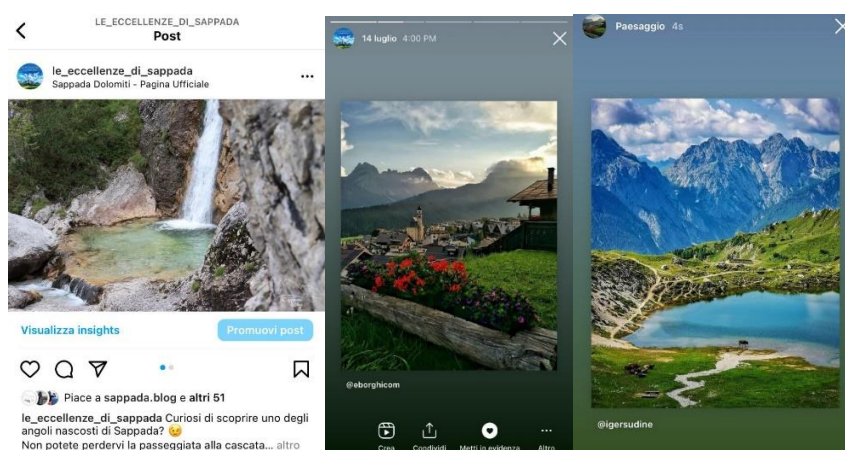 LE_ECCELLENZE_DI_SAPPADA
Post
le_eccellenze_di_sappada
Sappada Dolomiti - Pagina Ufficiale
Visualizza insights
Promuovi post
Piace a sappada.blog e altri 51
le_eccellenze_di_sappada Curiosi di scoprire uno degli
angoli nascosti di Sappada? 😉
Non potete perdervi la passeggiata alla cascata... altro
14 luglio 4:00 PM
@eborghicom
Crea Condividi Metti in evidenza Altro
Paesaggio 4s
@igersudine